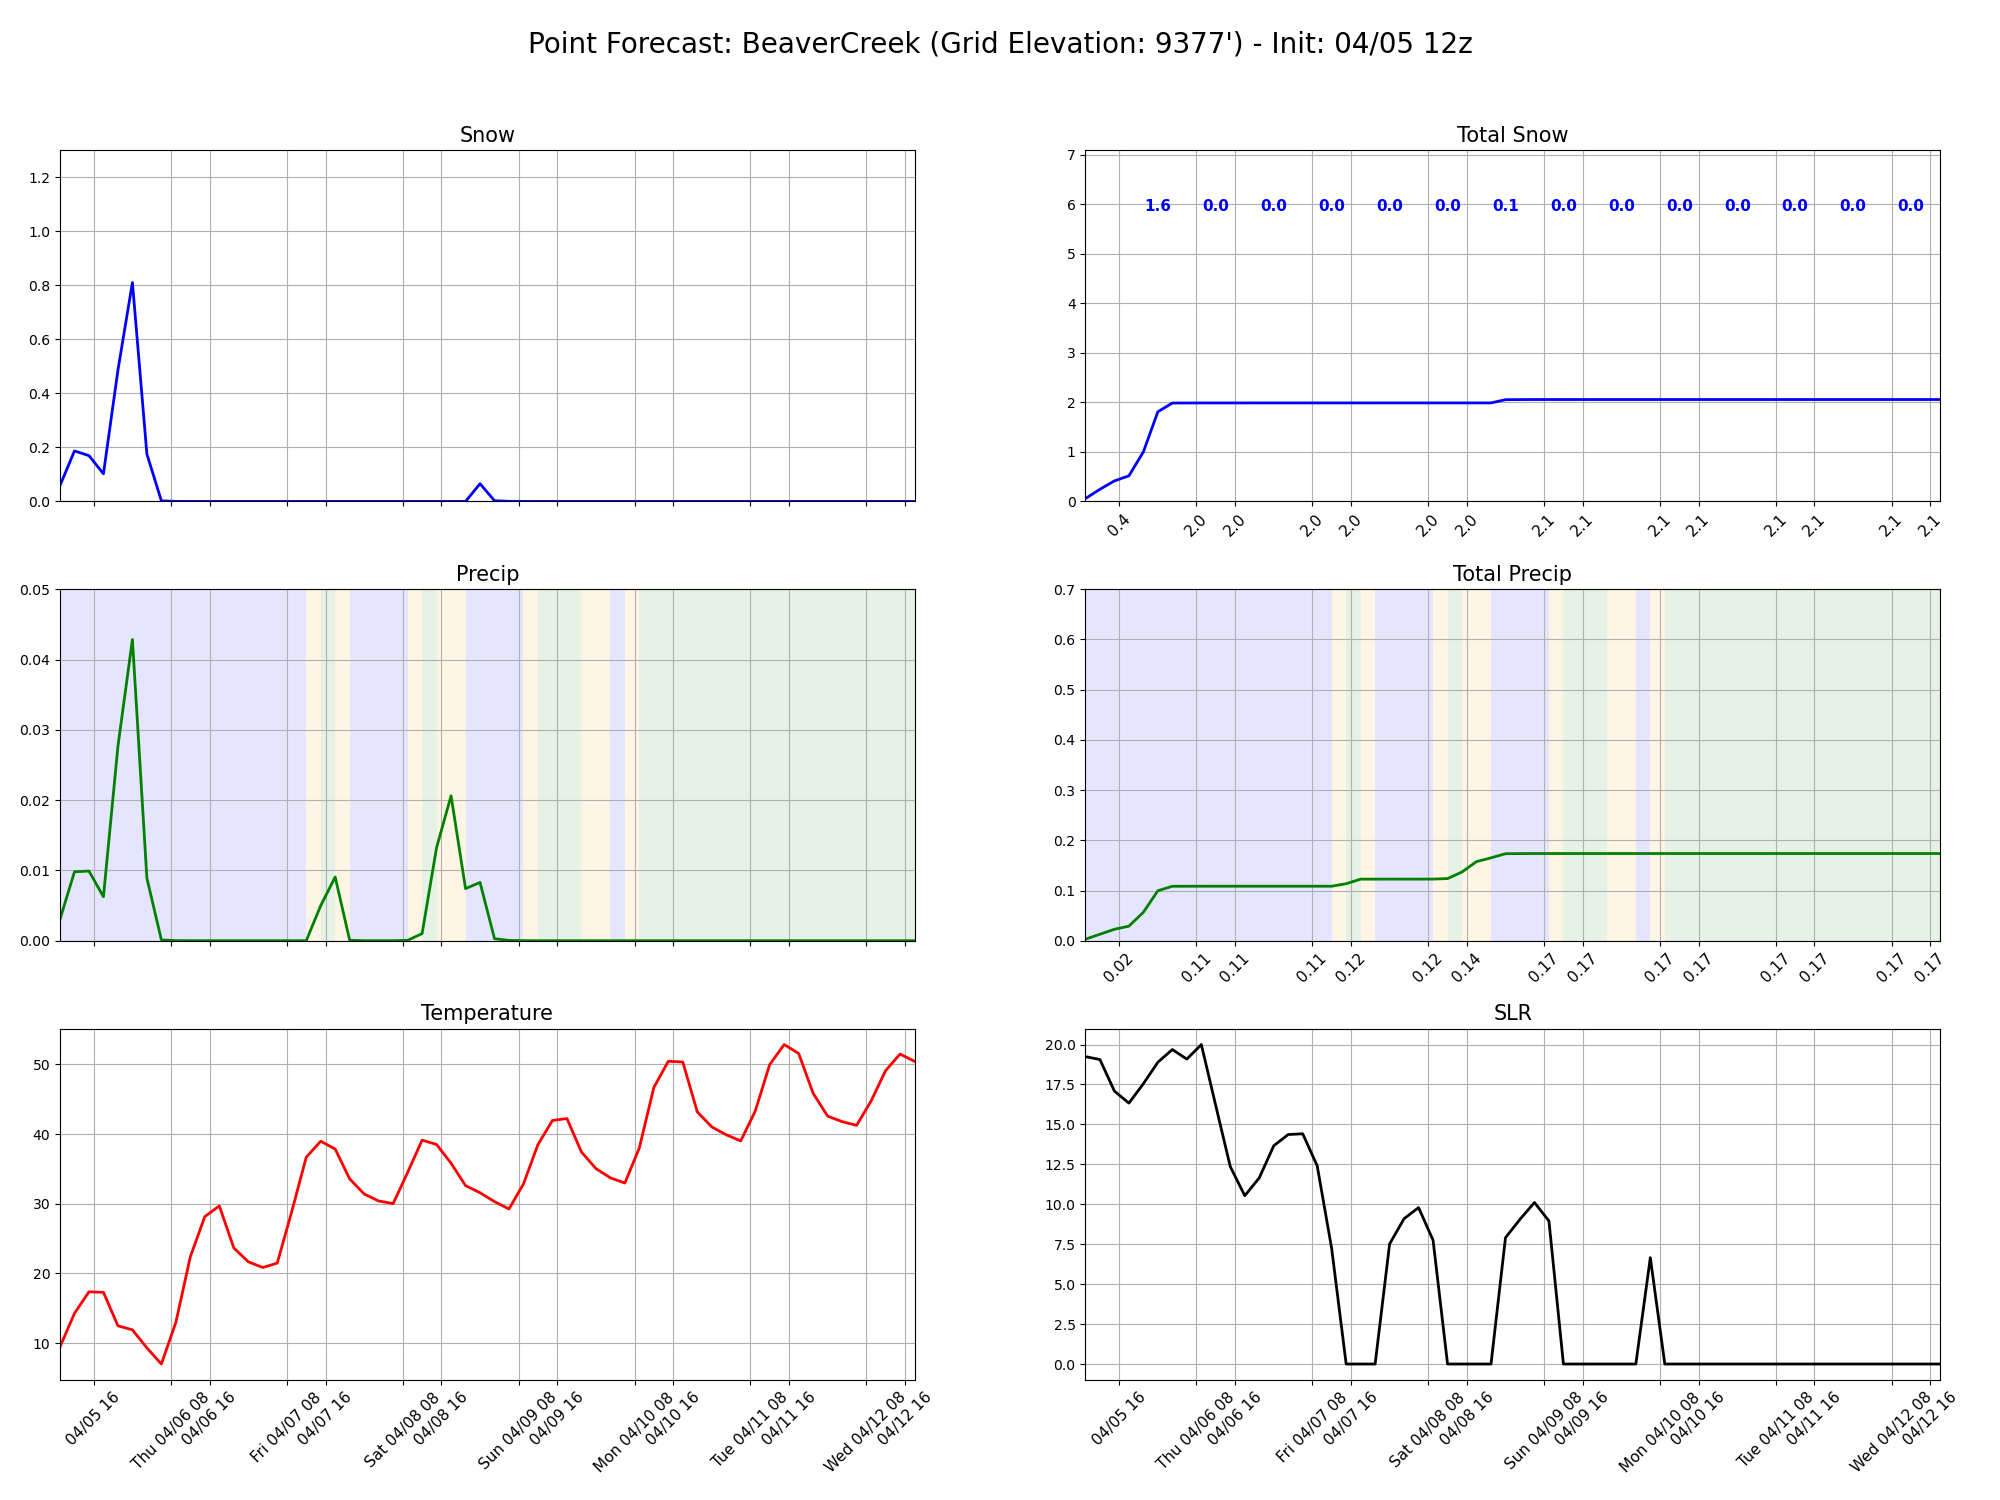 Point Forecast: BeaverCreek (Grid Elevation: 9377') - Init: 04/05 12z
Snow
1.2
1.0
0.8
0.6
0.4
0.2
0.0
Total Snow
7
6
5
4
3
2
1
0
1.6 0.0 0.0 0.0 0.0 0.0 0.1 0.0 0.0 0.0 0.0 0.0 0.0 0.0
0.4 2.0 2.0 2.0 2.0 2.0 2.0 2.1 2.1 2.1 2.1 2.1 2.1 2.1 2.1
Precip
0.05
0.04
0.03
0.02
0.01
0.00
Total Precip
0.7
0.6
0.5
0.4
0.3
0.2
0.1
0.0
0.02 0.11 0.11 0.11 0.12 0.12 0.14 0.17 0.17 0.17 0.17 0.17 0.17 0.17 0.17
Temperature
50
40
30
20
10
04/05 16
Thu 04/06 08
04/06 16
Fri 04/07 08
04/07 16
Sat 04/08 08
04/08 16
Sun 04/09 08
04/09 16
Mon 04/10 08
04/10 16
Tue 04/11 08
04/11 16
Wed 04/12 08
04/12 16
SLR
20.0
17.5
15.0
12.5
10.0
7.5
5.0
2.5
0.0
04/05 16
Thu 04/06 08
04/06 16
Fri 04/07 08
04/07 16
Sat 04/08 08
04/08 16
Sun 04/09 08
04/09 16
Mon 04/10 08
04/10 16
Tue 04/11 08
04/11 16
Wed 04/12 08
04/12 16